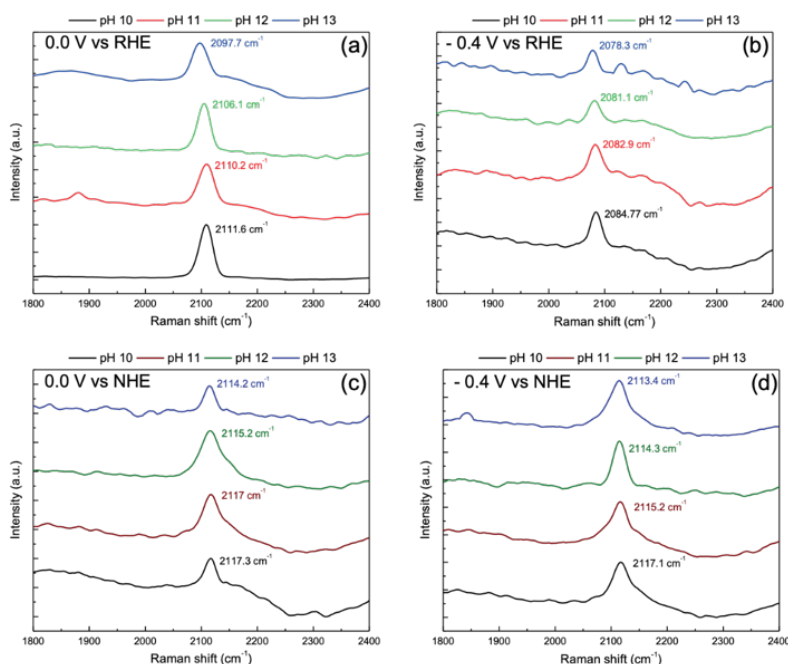 pH 10 pH 11 pH 12 pH 13
0.0 V vs RHE
(a)
2097.7 cm⁻¹
2106.1 cm⁻¹
2110.2 cm⁻¹
2111.6 cm⁻¹
Intensity (a.u.)
1800 1900 2000 2100 2200 2300 2400
Raman shift (cm⁻¹)
pH 10 pH 11 pH 12 pH 13
- 0.4 V vs RHE
(b)
2078.3 cm⁻¹
2081.1 cm⁻¹
2082.9 cm⁻¹
2084.77 cm⁻¹
Intensity (a.u.)
1800 1900 2000 2100 2200 2300 2400
Raman shift (cm⁻¹)
pH 10 pH 11 pH 12 pH 13
0.0 V vs NHE
(c)
2114.2 cm⁻¹
2115.2 cm⁻¹
2117 cm⁻¹
2117.3 cm⁻¹
Intensity (a.u.)
1800 1900 2000 2100 2200 2300 2400
Raman shift (cm⁻¹)
pH 10 pH 11 pH 12 pH 13
- 0.4 V vs NHE
(d)
2113.4 cm⁻¹
2114.3 cm⁻¹
2115.2 cm⁻¹
2117.1 cm⁻¹
Intensity (a.u.)
1800 1900 2000 2100 2200 2300 2400
Raman shift (cm⁻¹)